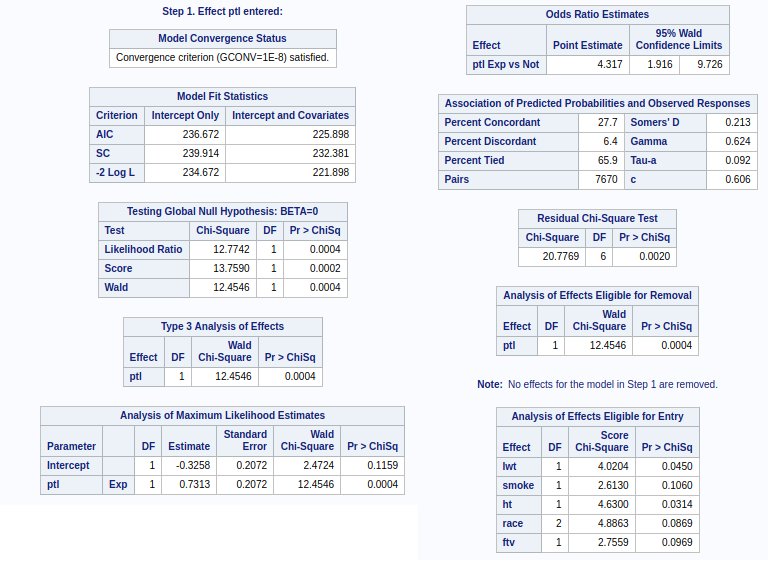 Step 1. Effect ptl entered:
Model Convergence Status
Convergence criterion (GCONV=1E-8) satisfied.
Model Fit Statistics
Criterion Intercept Only Intercept and Covariates
AIC 236.672 225.898
SC 239.914 232.381
-2 Log L 234.672 221.898
Testing Global Null Hypothesis: BETA=0
Test Chi-Square DF Pr > ChiSq
Likelihood Ratio 12.7742 1 0.0004
Score 13.7590 1 0.0002
Wald 12.4546 1 0.0004
Type 3 Analysis of Effects
Wald
Effect DF Chi-Square Pr > ChiSq
ptl 1 12.4546 0.0004
Analysis of Maximum Likelihood Estimates
Standard Wald
Parameter DF Estimate Error Chi-Square Pr > ChiSq
Intercept 1 -0.3258 0.2072 2.4724 0.1159
ptl Exp 1 0.7313 0.2072 12.4546 0.0004
Odds Ratio Estimates
95% Wald
Effect Point Estimate Confidence Limits
ptl Exp vs Not 4.317 1.916 9.726
Association of Predicted Probabilities and Observed Responses
Percent Concordant 27.7 Somers' D 0.213
Percent Discordant 6.4 Gamma 0.624
Percent Tied 65.9 Tau-a 0.092
Pairs 7670 c 0.606
Residual Chi-Square Test
Chi-Square DF Pr > ChiSq
20.7769 6 0.0020
Analysis of Effects Eligible for Removal
Wald
Effect DF Chi-Square Pr > ChiSq
ptl 1 12.4546 0.0004
Note: No effects for the model in Step 1 are removed.
Analysis of Effects Eligible for Entry
Score
Effect DF Chi-Square Pr > ChiSq
lwt 1 4.0204 0.0450
smoke 1 2.6130 0.1060
ht 1 4.6300 0.0314
race 2 4.8863 0.0869
ftv 1 2.7559 0.0969